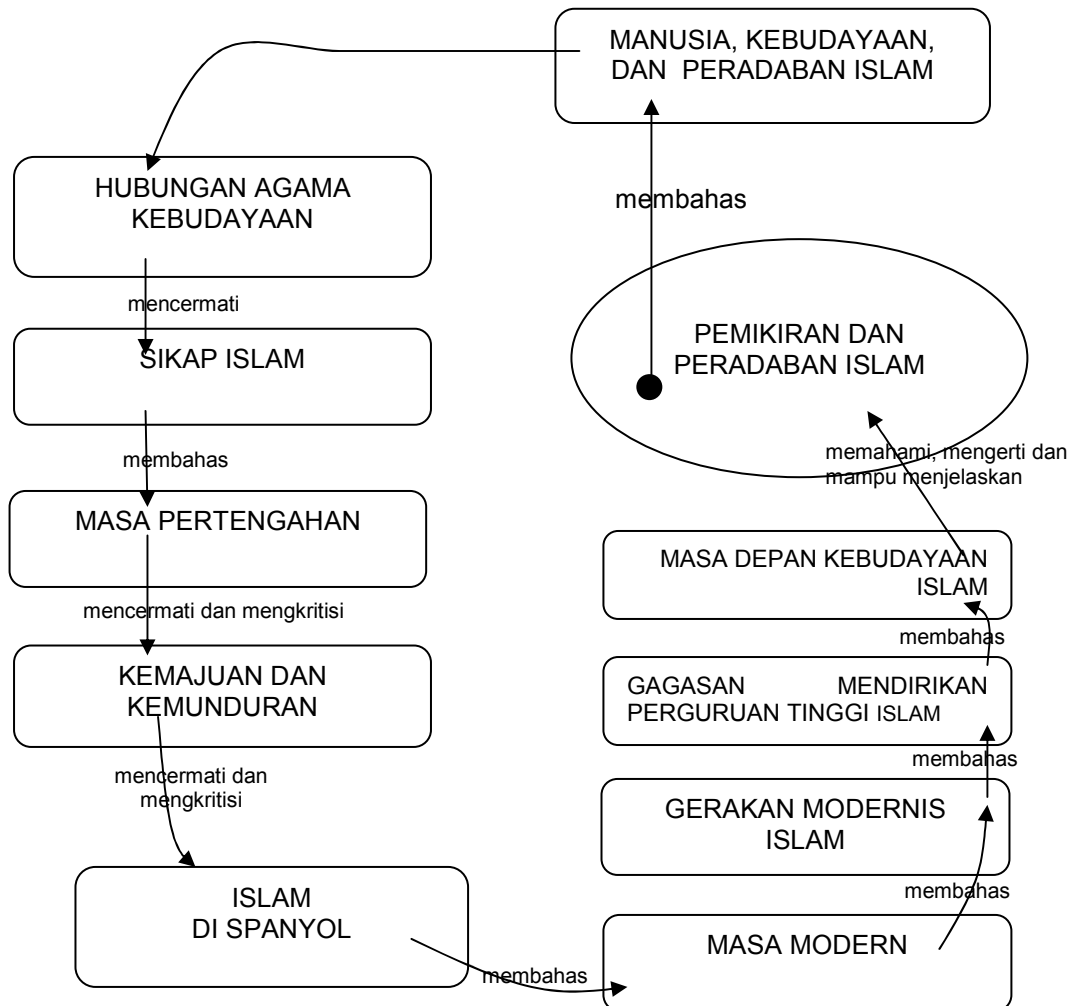 MANUSIA, KEBUDAYAAN,
DAN PERADABAN ISLAM
HUBUNGAN AGAMA
KEBUDAYAAN
membahas
mencermati
SIKAP ISLAM
PEMIKIRAN DAN
PERADABAN ISLAM
membahas
memahami, mengerti dan
mampu menjelaskan
MASA PERTENGAHAN
MASA DEPAN KEBUDAYAAN
ISLAM
mencermati dan mengkritisi
membahas
KEMAJUAN DAN
KEMUNDURAN
GAGASAN MENDIRIKAN
PERGURUAN TINGGI ISLAM
membahas
mencermati dan
mengkritisi
GERAKAN MODERNIS
ISLAM
membahas
ISLAM
DI SPANYOL
MASA MODERN
membahas